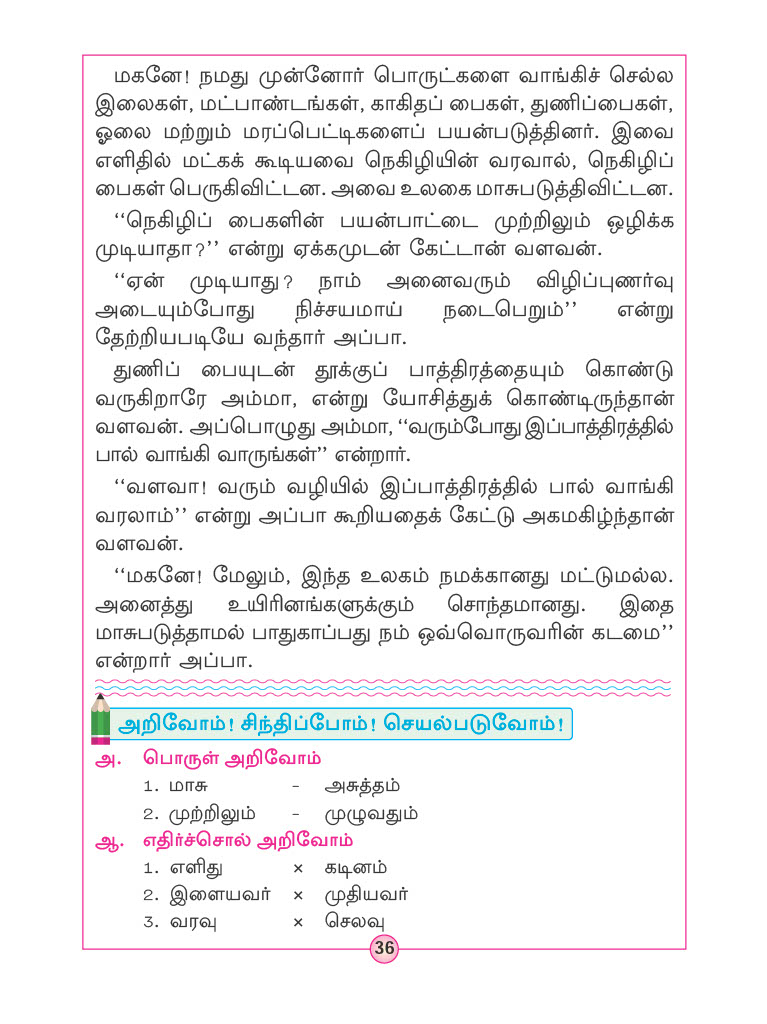 மகனே! நமது முன்னோர் பொருட்களை வாங்கிச் செல்ல
இலைகள், மட்பாண்டங்கள், காகிதப் பைகள், துணிப்பைகள்,
ஓலை மற்றும் மரப்பெட்டிகளைப் பயன்படுத்தினர். இவை
எளிதில் மட்கக் கூடியவை நெகிழியின் வரவால், நெகிழிப்
பைகள் பெருகிவிட்டன. அவை உலகை மாசுபடுத்திவிட்டன.
‘‘நெகிழிப் பைகளின் பயன்பாட்டை முற்றிலும் ஒழிக்க
முடியாதா?’’ என்று ஏக்கமுடன் கேட்டான் வளவன்.
‘‘ஏன் முடியாது? நாம் அனைவரும் விழிப்புணர்வு
அடையும்போது நிச்சயமாய் நடைபெறும்’’ என்று
தேற்றியபடியே வந்தார் அப்பா.
துணிப் பையுடன் தூக்குப் பாத்திரத்தையும் கொண்டு
வருகிறாரே அம்மா, என்று யோசித்துக் கொண்டிருந்தான்
வளவன். அப்பொழுது அம்மா, ‘‘வரும்போது இப்பாத்திரத்தில்
பால் வாங்கி வாருங்கள்’’ என்றார்.
‘‘வளவா! வரும் வழியில் இப்பாத்திரத்தில் பால் வாங்கி
வரலாம்’’ என்று அப்பா கூறியதைக் கேட்டு அகமகிழ்ந்தான்
வளவன்.
‘‘மகனே! மேலும், இந்த உலகம் நமக்கானது மட்டுமல்ல.
அனைத்து உயிரினங்களுக்கும் சொந்தமானது. இதை
மாசுபடுத்தாமல் பாதுகாப்பது நம் ஒவ்வொருவரின் கடமை’’
என்றார் அப்பா.
அறிவோம்! சிந்திப்போம்! செயல்படுவோம்!
அ. பொருள் அறிவோம்
1. மாசு - அசுத்தம்
2. முற்றிலும் - முழுவதும்
ஆ. எதிர்ச்சொல் அறிவோம்
1. எளிது × கடினம்
2. இளையவர் × முதியவர்
3. வரவு × செலவு
36